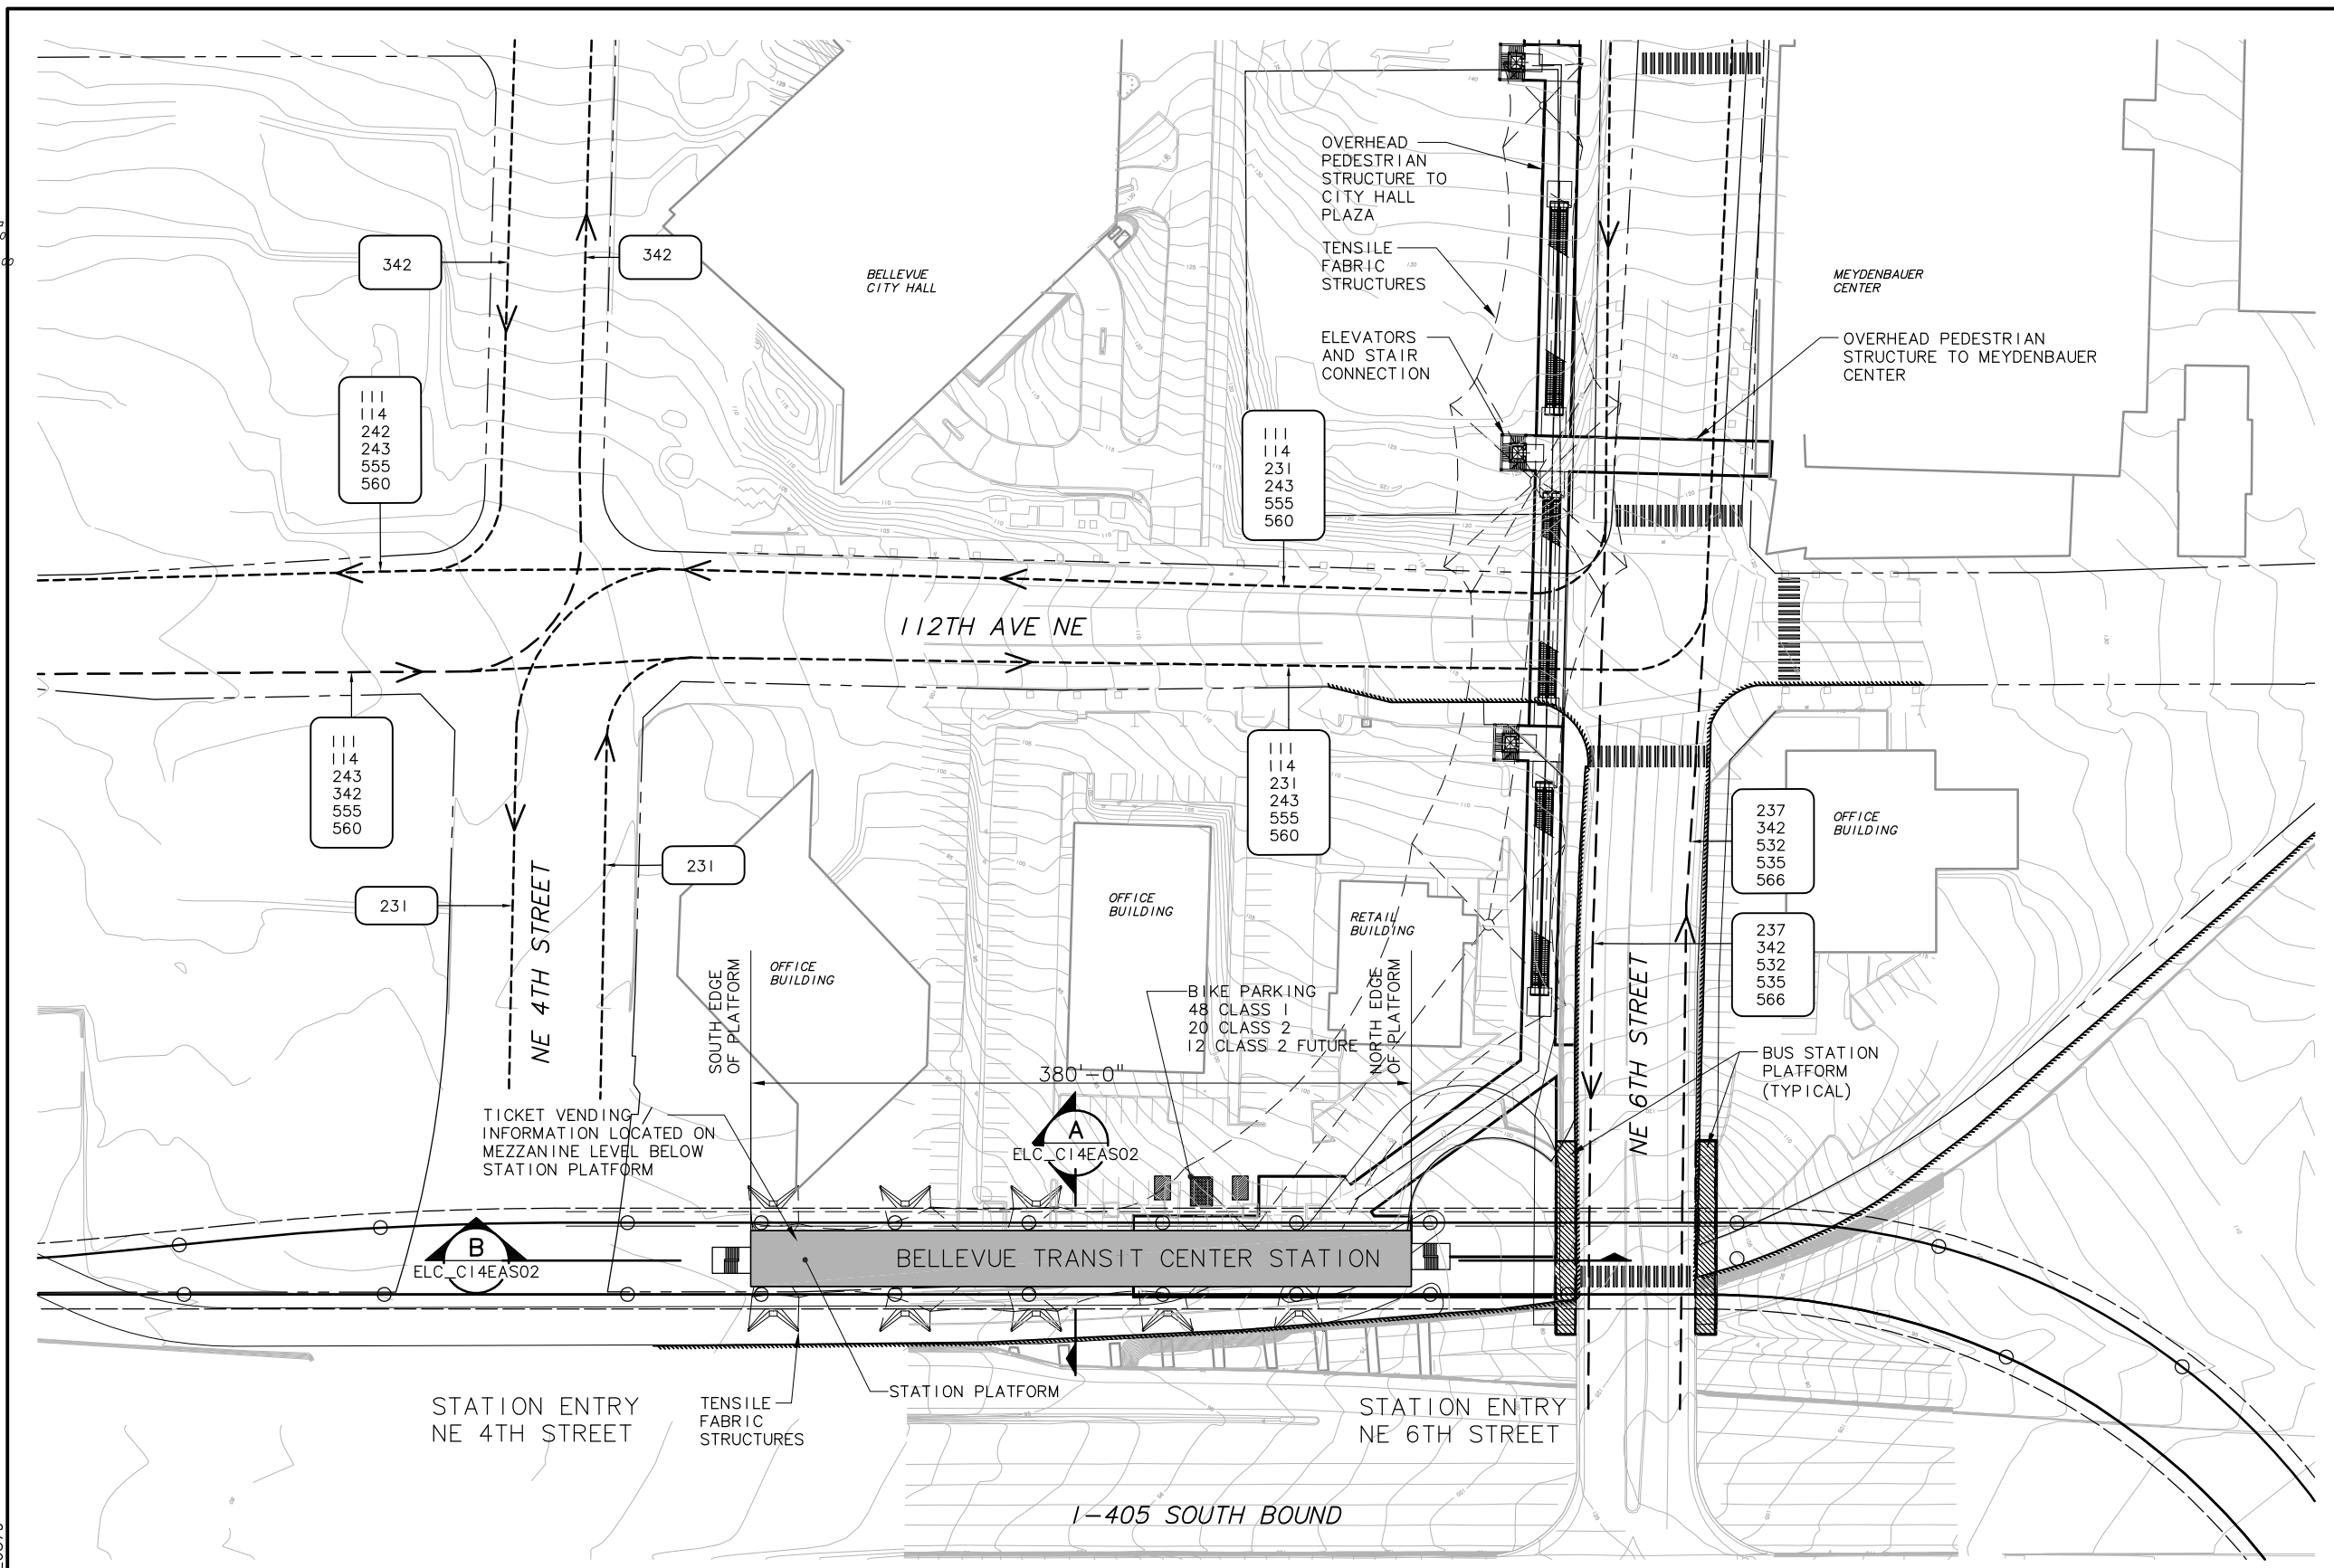 OVERHEAD
PEDESTRIAN
STRUCTURE TO
CITY HALL
PLAZA
TENSILE
FABRIC
STRUCTURES
ELEVATORS
AND STAIR
CONNECTION
342
342
BELLEVUE
CITY HALL
MEYDENBAUER
CENTER
OVERHEAD PEDESTRIAN
STRUCTURE TO MEYDENBAUER
CENTER
111
114
242
243
555
560
111
114
231
243
555
560
112TH AVE NE
111
114
243
342
555
560
111
114
231
243
555
560
237
342
532
535
566
OFFICE
BUILDING
237
342
532
535
566
231
231
NE 4TH STREET
OFFICE
BUILDING
OFFICE
BUILDING
RETAIL
BUILDING
SOUTH EDGE
OF PLATFORM
NORTH EDGE
OF PLATFORM
BIKE PARKING
48 CLASS 1
20 CLASS 2
12 CLASS 2 FUTURE
380'-0"
NE 6TH STREET
BUS STATION
PLATFORM
(TYPICAL)
TICKET VENDING
INFORMATION LOCATED ON
MEZZANINE LEVEL BELOW
STATION PLATFORM
A
ELC_C14EAS02
B
ELC_C14EAS02
BELLEVUE TRANSIT CENTER STATION
STATION PLATFORM
STATION ENTRY
NE 4TH STREET
TENSILE
FABRIC
STRUCTURES
STATION ENTRY
NE 6TH STREET
I-405 SOUTH BOUND